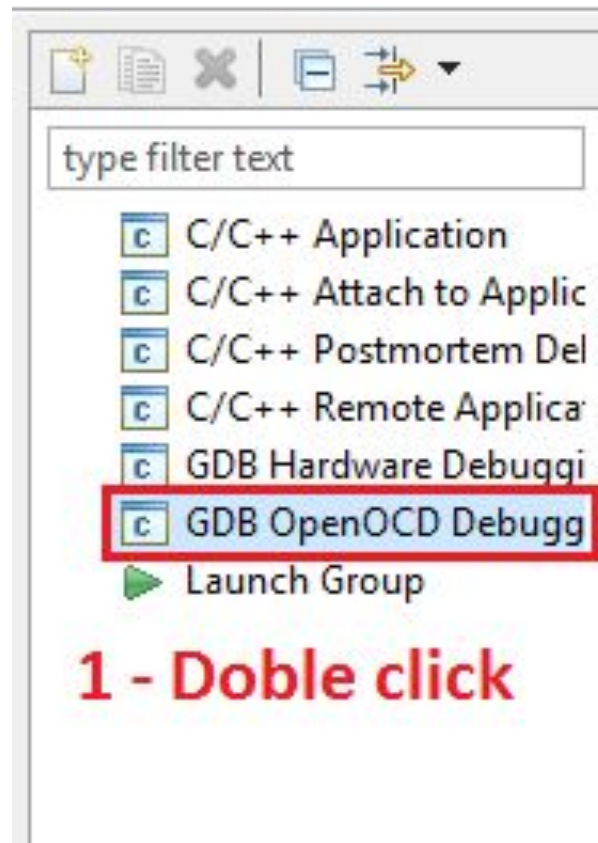 type filter text
C/C++ Application
C/C++ Attach to Applic
C/C++ Postmortem Del
C/C++ Remote Applica
GDB Hardware Debuggi
GDB OpenOCD Debugg
Launch Group
1 - Doble click